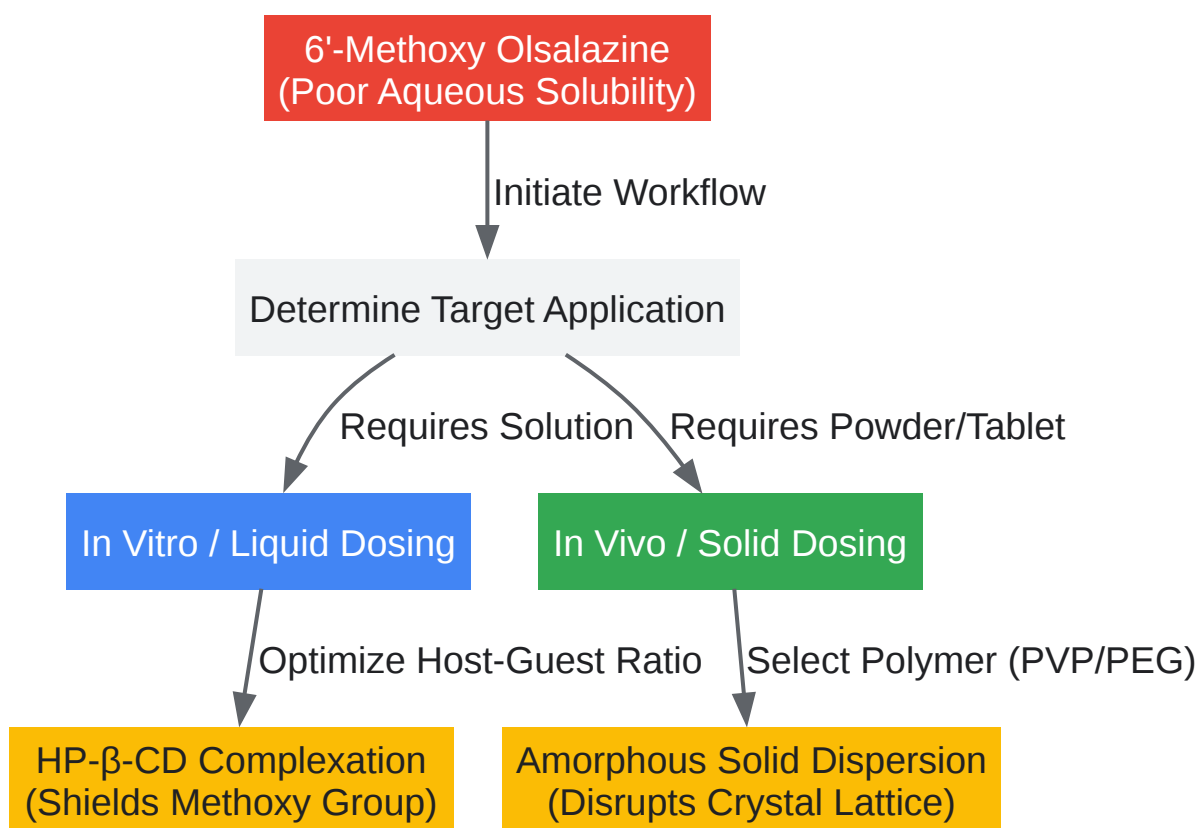 6'-Methoxy Olsalazine
(Poor Aqueous Solubility)
Initiate Workflow
Determine Target Application
Requires Solution
Requires Powder/Tablet
In Vitro / Liquid Dosing
In Vivo / Solid Dosing
Optimize Host-Guest Ratio
Select Polymer (PVP/PEG)
HP-β-CD Complexation
(Shields Methoxy Group)
Amorphous Solid Dispersion
(Disrupts Crystal Lattice)